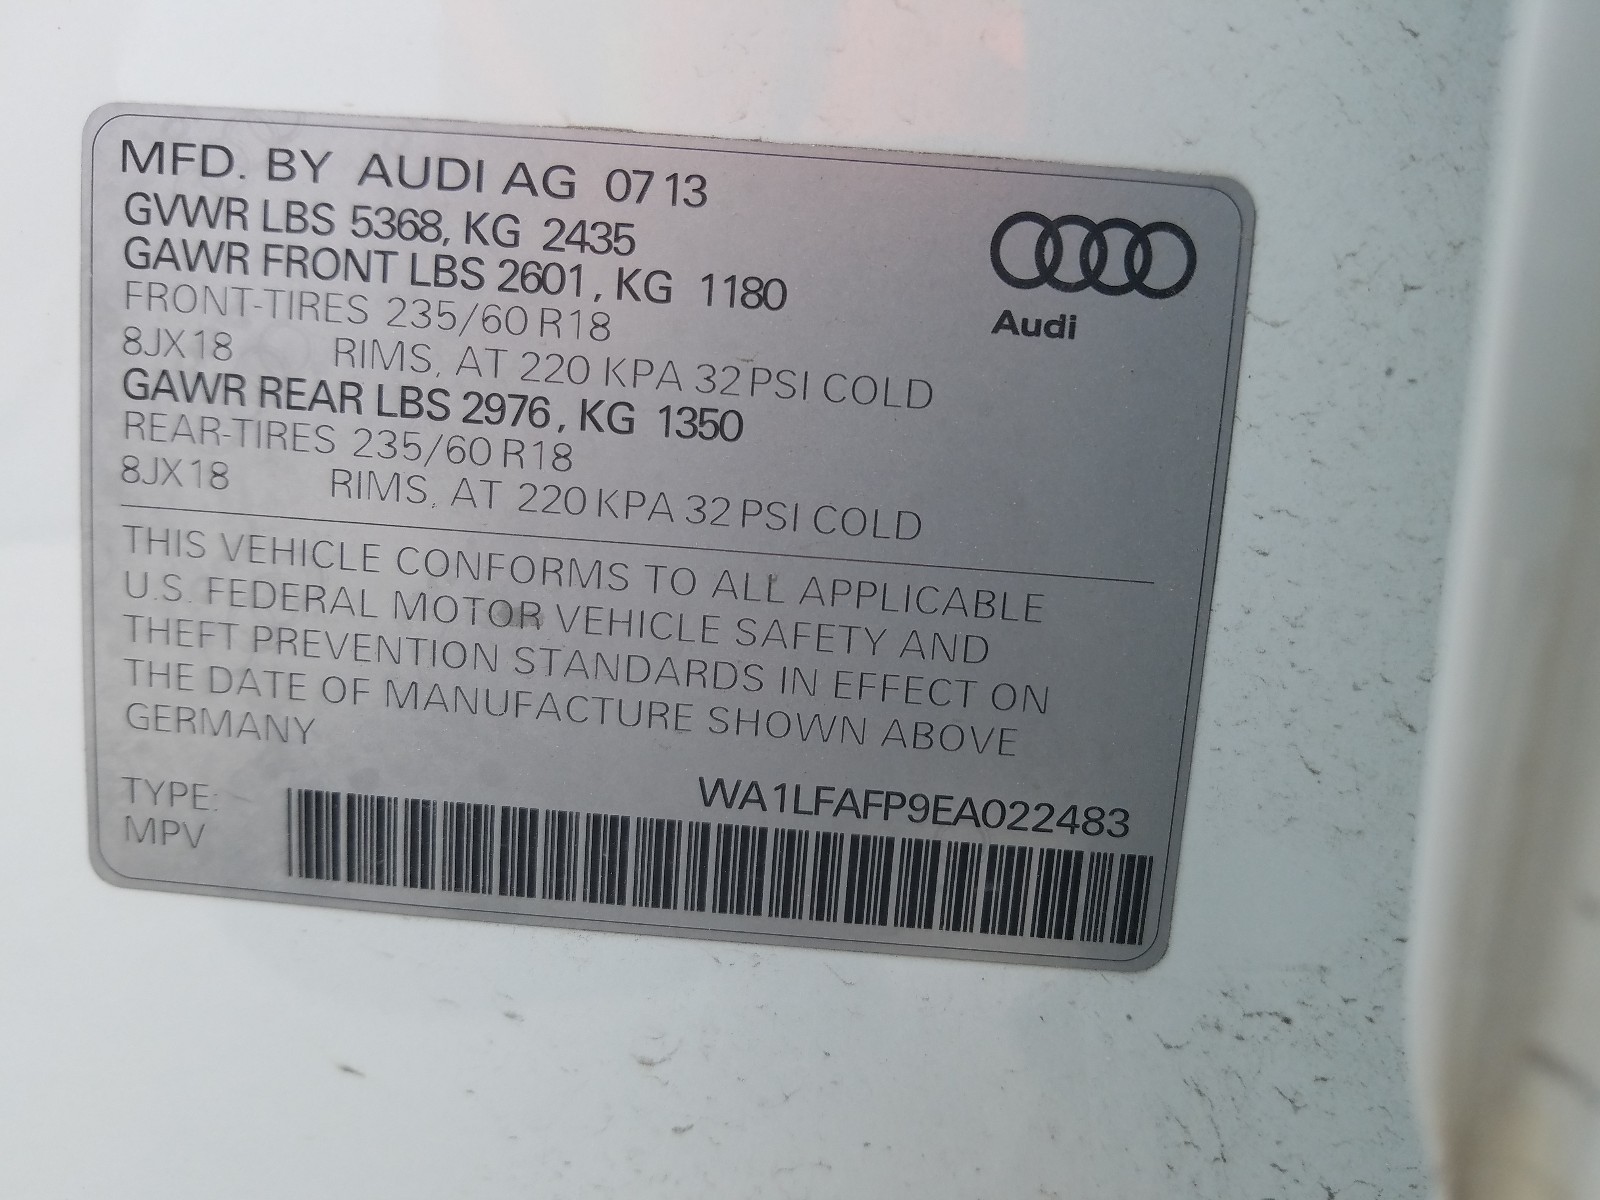 MFD. BY AUDI AG 07 13
GVWR LBS 5368, KG 2435
GAWR FRONT LBS 2601, KG 1180
FRONT-TIRES 235/60 R18
8JX18 RIMS, AT 220 KPA 32 PSI COLD
GAWR REAR LBS 2976, KG 1350
REAR-TIRES 235/60 R18
8JX18 RIMS, AT 220 KPA 32 PSI COLD
Audi
THIS VEHICLE CONFORMS TO ALL APPLICABLE
U.S. FEDERAL MOTOR VEHICLE SAFETY AND
THEFT PREVENTION STANDARDS IN EFFECT ON
THE DATE OF MANUFACTURE SHOWN ABOVE
GERMANY
TYPE: WA1LFAFP9EA022483
MPV